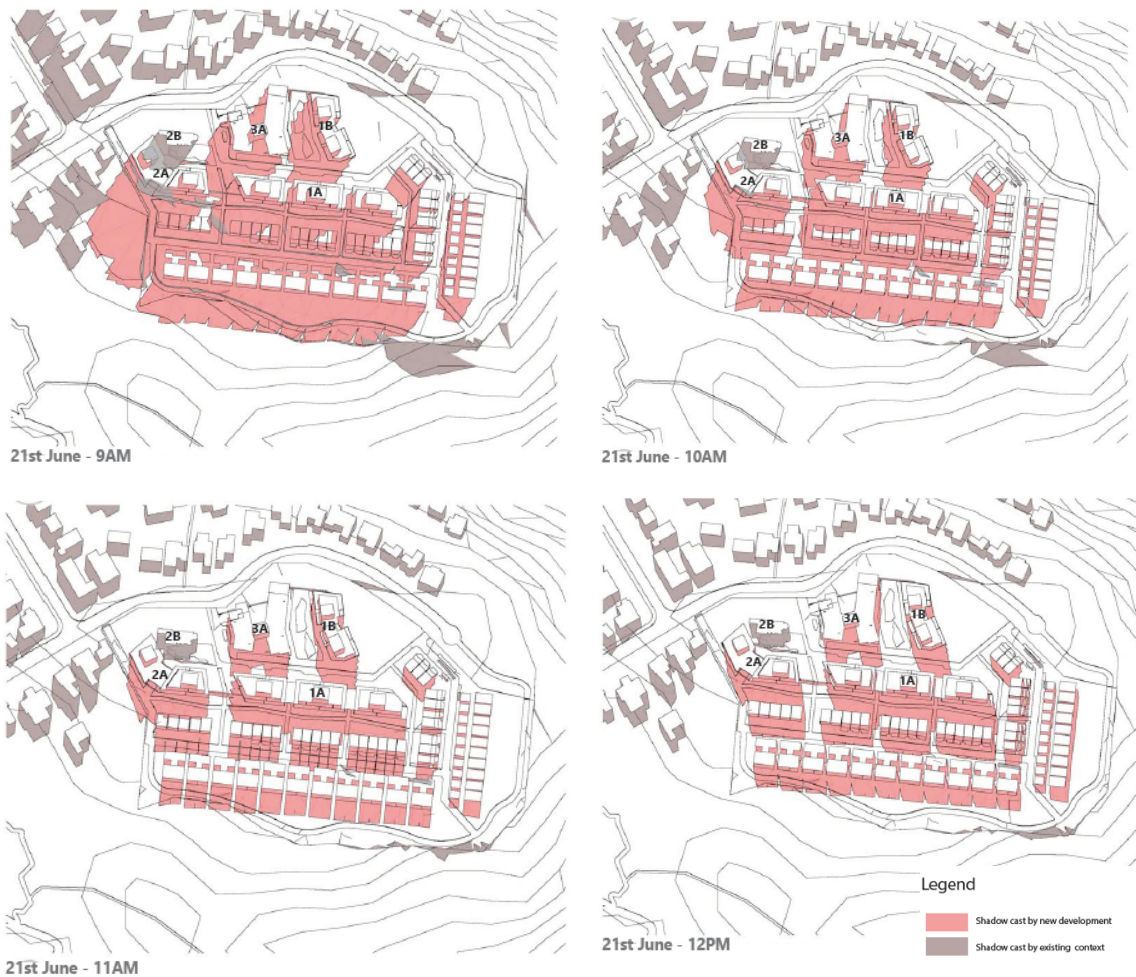 2B
3A
1B
2A
1A
21st June - 9AM
2B
3A
1B
2A
1A
21st June - 10AM
2B
3A
1B
2A
1A
21st June - 11AM
2B
3A
1B
2A
1A
21st June - 12PM
Legend
Shadow cast by new development
Shadow cast by existing context